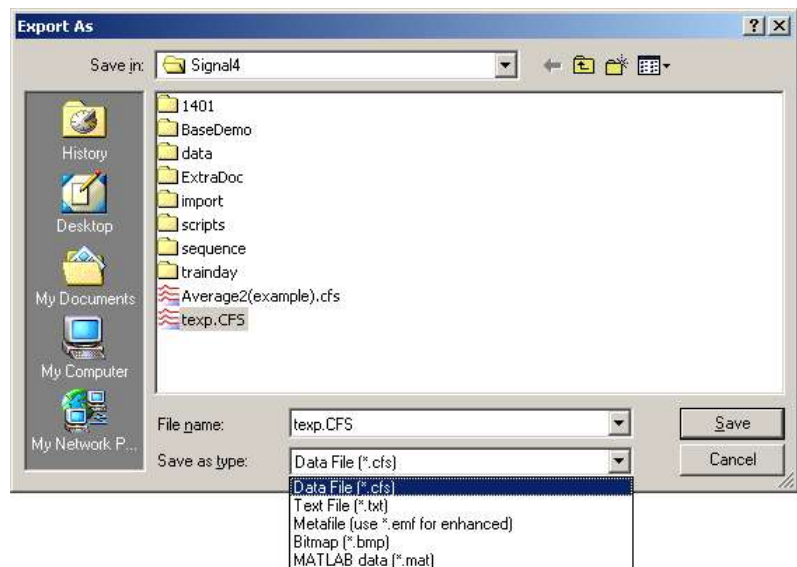 Export As
Save in:
Signal4
History
Desktop
My Documents
My Computer
My Network P...
1401
BaseDemo
data
ExtraDoc
import
scripts
sequence
trainday
Average2(example).cfs
texp.CFS
File name:
texp.CFS
Save
Save as type:
Data File (*.cfs)
Cancel
Data File (*.cfs)
Text File (*.txt)
Metafile (use *.emf for enhanced)
Bitmap (*.bmp)
MATLAB data (*.mat)